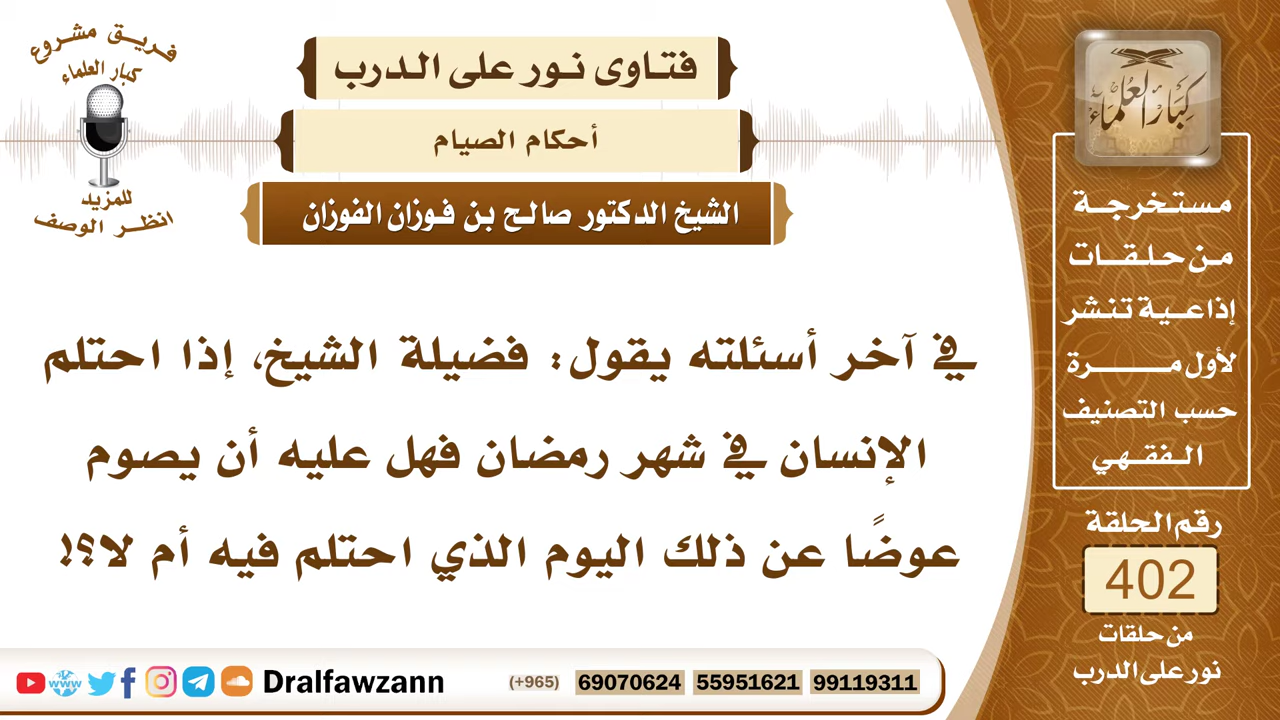 فريق مشروع
كبار العلماء
للمزيد
انظر الوصف
فتاوى نور على الدرب
أحكام الصيام
الشيخ الدكتور صالح بن فوزان الفوزان
في آخر أسئلته يقول: فضيلة الشيخ، إذا احتلم
الإنسان في شهر رمضان فهل عليه أن يصوم
عوضًا عن ذلك اليوم الذي احتلم فيه أم لا؟!
كبار العلماء
مستخرجة
من حلقات
إذاعية تنشر
لأول مرة
حسب التصنيف
الفقهي
رقم الحلقة
402
من حلقات
نور على الدرب
www
Dralfawzann
(+965) 69070624 55951621 99119311